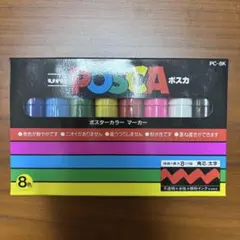 PC-8K
uni POSCA ポスカ
ポスターカラー マーカー
●発色が鮮やかです ●ニオイがありません ●裏うつりしません ●耐水性です ●重ね書きができます
8色
角芯/太字